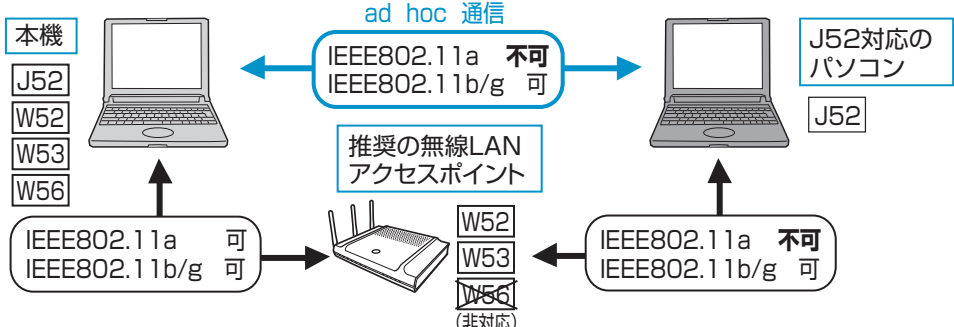 ad hoc 通信
本機
J52
W52
W53
W56
IEEE802.11a 不可
IEEE802.11b/g 可
J52対応の
パソコン
J52
推奨の無線LAN
アクセスポイント
W52
W53
W56
(非対応)
IEEE802.11a 可
IEEE802.11b/g 可
IEEE802.11a 不可
IEEE802.11b/g 可